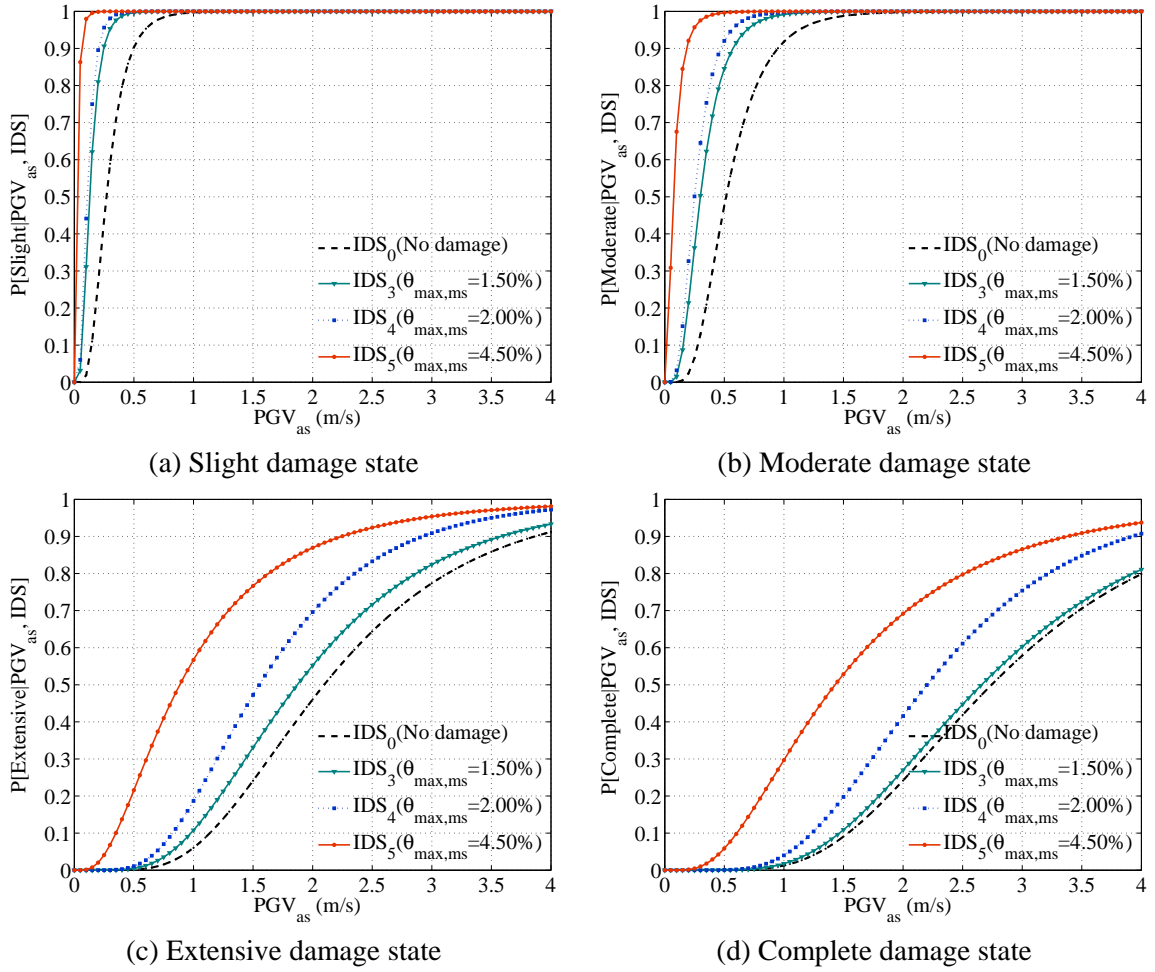 1
0.9
0.8
0.7
0.6
0.5
0.4
0.3
0.2
0.1
0
P[Slight|PGV_as, IDS]
IDS_0(No damage)
IDS_3(θ_max,ms=1.50%)
IDS_4(θ_max,ms=2.00%)
IDS_5(θ_max,ms=4.50%)
0 0.5 1 1.5 2 2.5 3 3.5 4
PGV_as (m/s)
(a) Slight damage state
1
0.9
0.8
0.7
0.6
0.5
0.4
0.3
0.2
0.1
0
P[Moderate|PGV_as, IDS]
IDS_0(No damage)
IDS_3(θ_max,ms=1.50%)
IDS_4(θ_max,ms=2.00%)
IDS_5(θ_max,ms=4.50%)
0 0.5 1 1.5 2 2.5 3 3.5 4
PGV_as (m/s)
(b) Moderate damage state
1
0.9
0.8
0.7
0.6
0.5
0.4
0.3
0.2
0.1
0
P[Extensive|PGV_as, IDS]
IDS_0(No damage)
IDS_3(θ_max,ms=1.50%)
IDS_4(θ_max,ms=2.00%)
IDS_5(θ_max,ms=4.50%)
0 0.5 1 1.5 2 2.5 3 3.5 4
PGV_as (m/s)
(c) Extensive damage state
1
0.9
0.8
0.7
0.6
0.5
0.4
0.3
0.2
0.1
0
P[Complete|PGV_as, IDS]
IDS_0(No damage)
IDS_3(θ_max,ms=1.50%)
IDS_4(θ_max,ms=2.00%)
IDS_5(θ_max,ms=4.50%)
0 0.5 1 1.5 2 2.5 3 3.5 4
PGV_as (m/s)
(d) Complete damage state